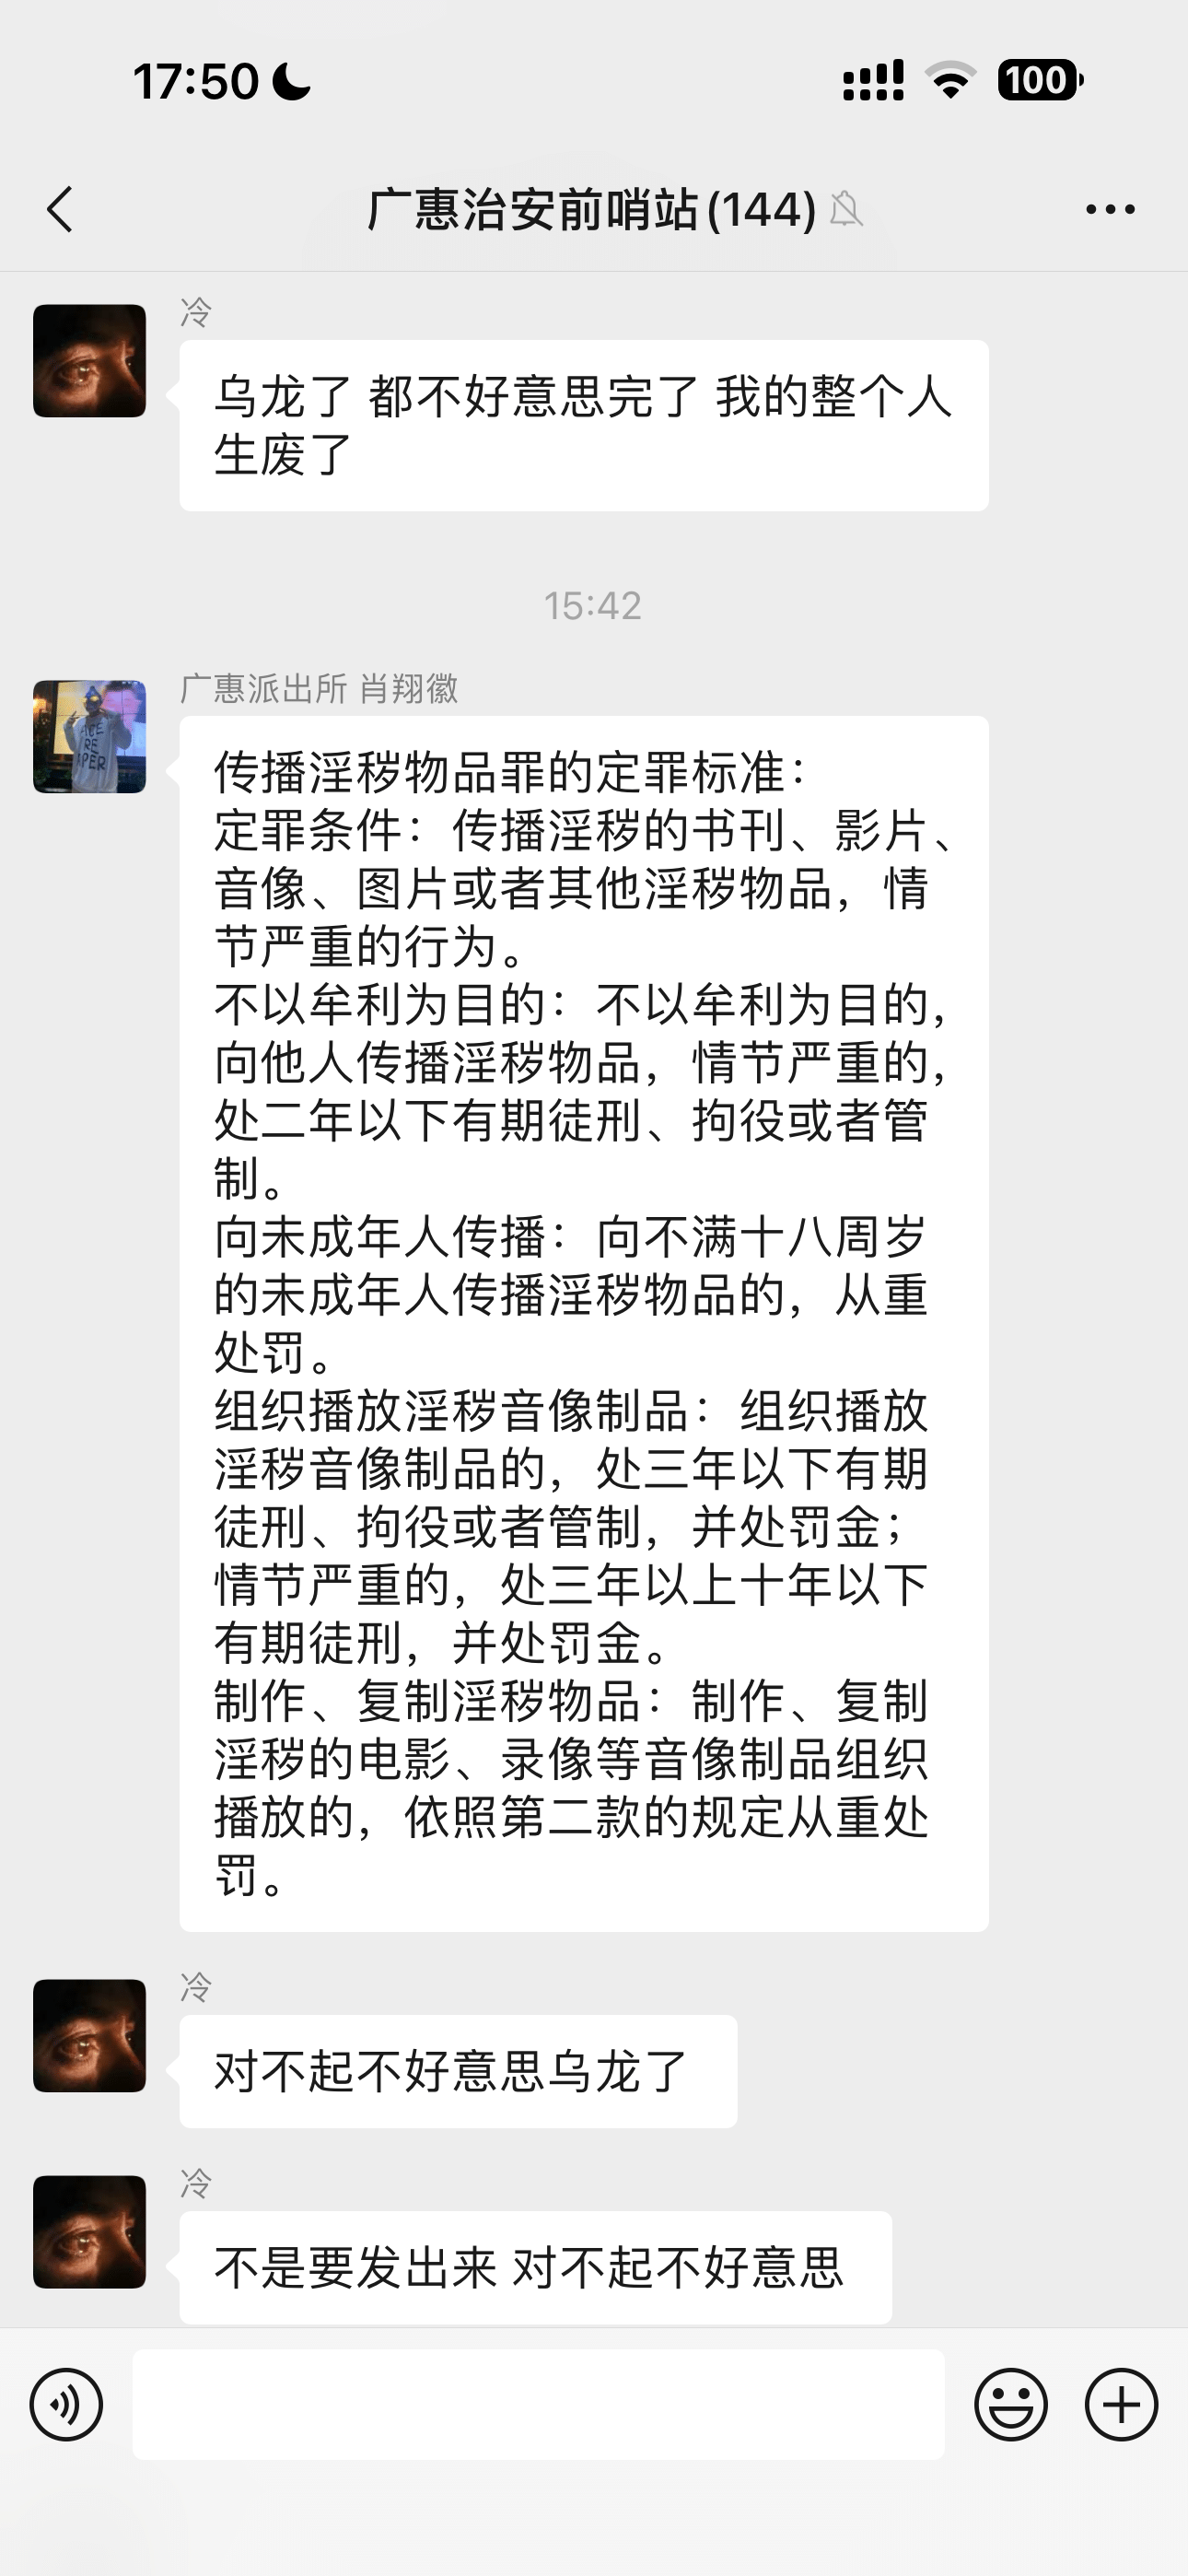 17:50
100
广惠治安前哨站(144)
冷
乌龙了 都不好意思完了 我的整个人
生废了
15:42
广惠派出所 肖翔徽
传播淫秽物品罪的定罪标准：
定罪条件：传播淫秽的书刊、影片、
音像、图片或者其他淫秽物品，情
节严重的行为。
不以牟利为目的：不以牟利为目的，
向他人传播淫秽物品，情节严重的，
处二年以下有期徒刑、拘役或者管
制。
向未成年人传播：向不满十八周岁
的未成年人传播淫秽物品的，从重
处罚。
组织播放淫秽音像制品：组织播放
淫秽音像制品的，处三年以下有期
徒刑、拘役或者管制，并处罚金；
情节严重的，处三年以上十年以下
有期徒刑，并处罚金。
制作、复制淫秽物品：制作、复制
淫秽的电影、录像等音像制品组织
播放的，依照第二款的规定从重处
罚。
冷
对不起不好意思乌龙了
冷
不是要发出来 对不起不好意思